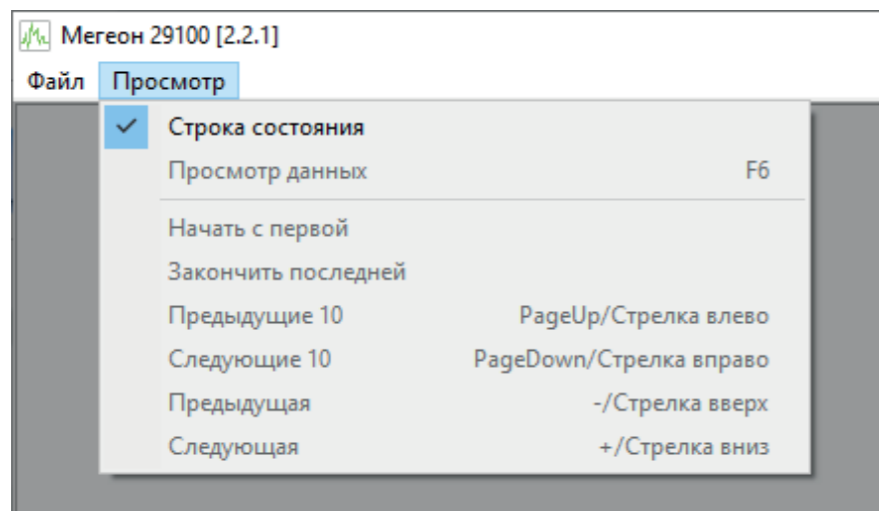 Мегеон 29100 [2.2.1]
Файл Просмотр
Строка состояния
Просмотр данных F6
Начать с первой
Закончить последней
Предыдущие 10 PageUp/Стрелка влево
Следующие 10 PageDown/Стрелка вправо
Предыдущая -/Стрелка вверх
Следующая +/Стрелка вниз